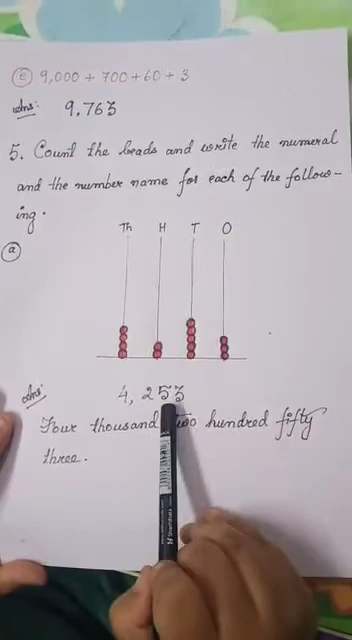 (e) 9,000 + 700 + 60 + 3
Ans: 9,763
5. Count the beads and write the numeral
and the number name for each of the follow-
ing.
(a)
Th H T O
Ans: 4,253
Four thousand two hundred fifty
three.